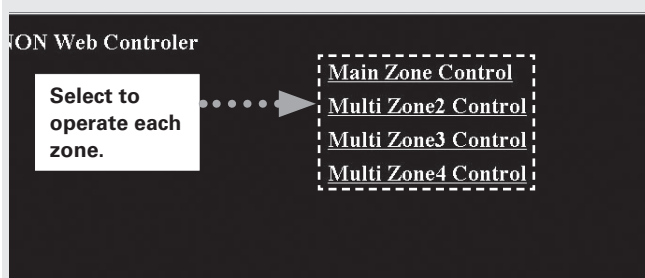 NON Web Controler
Select to
operate each
zone.
Main Zone Control
Multi Zone2 Control
Multi Zone3 Control
Multi Zone4 Control